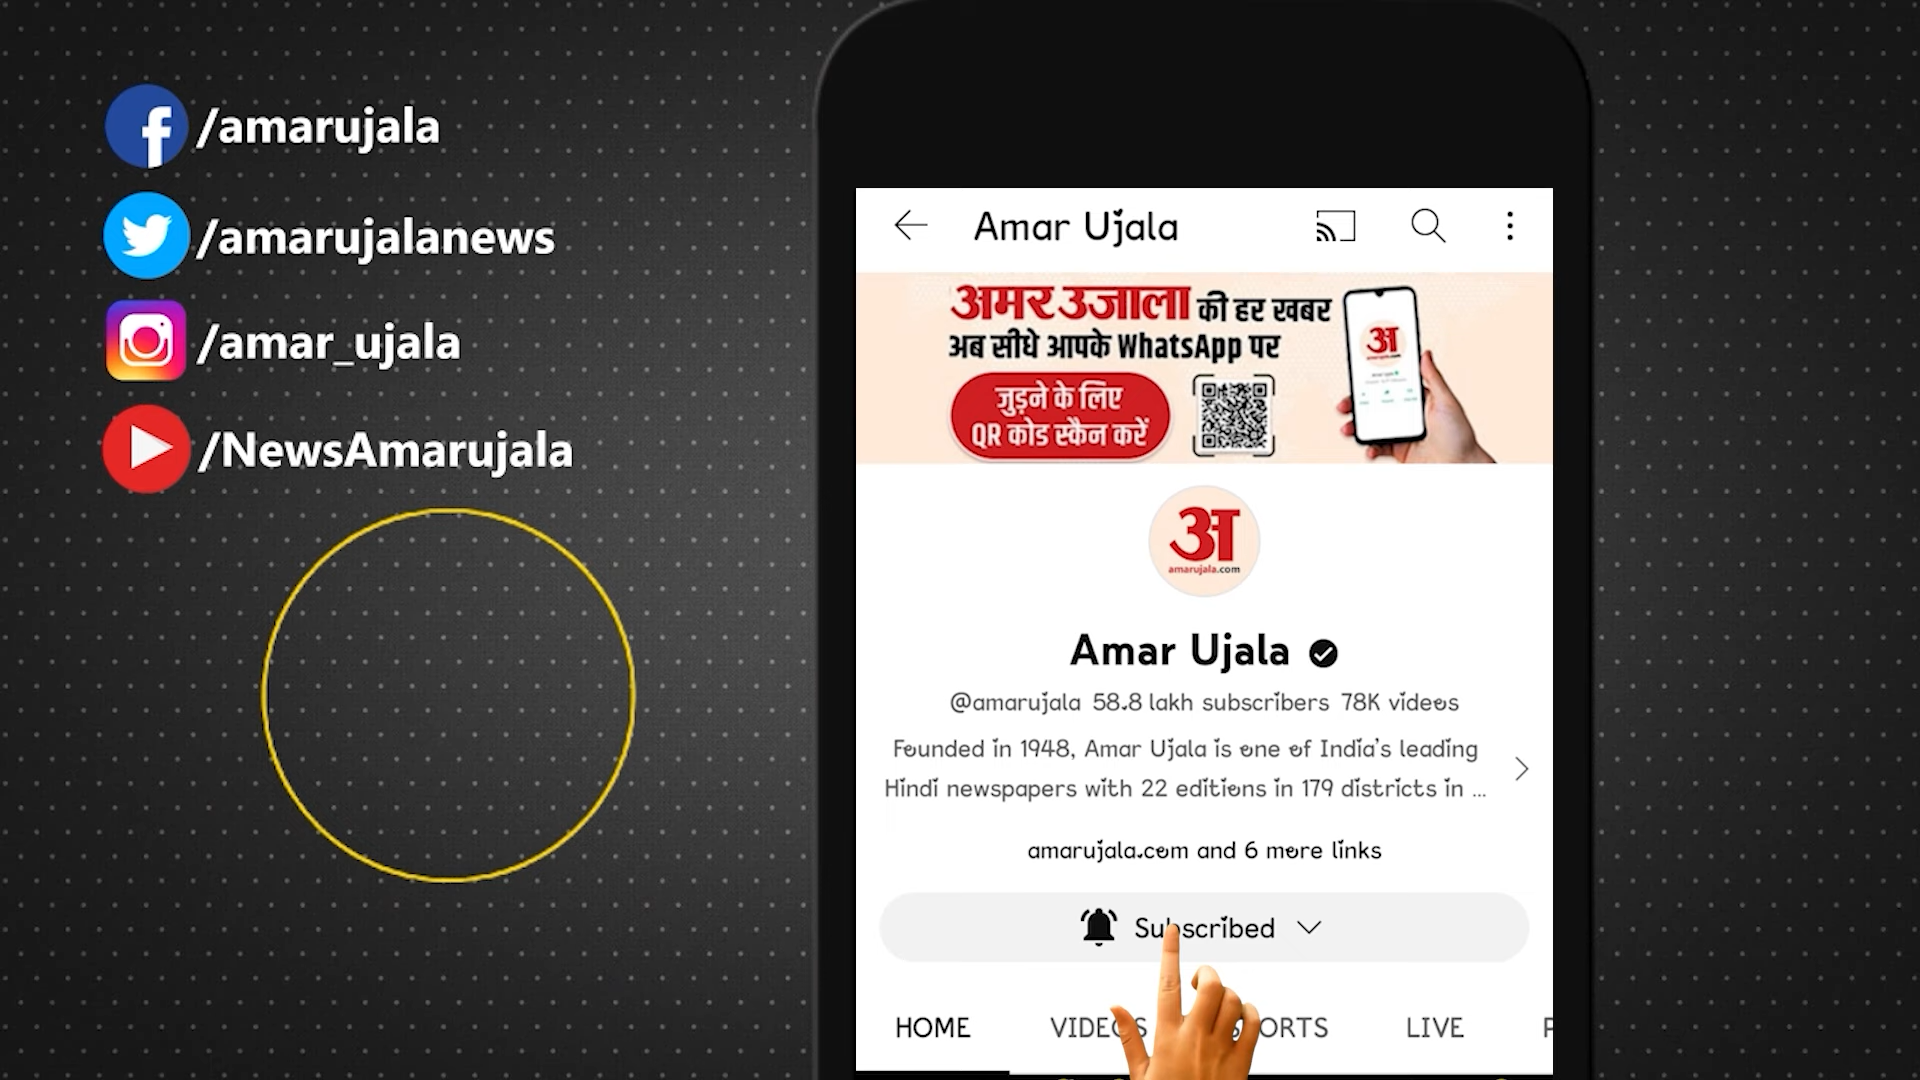 /amarujala
/amarujalanews
/amar_ujala
/NewsAmarujala
Amar Ujala
अमर उजाला की हर खबर
अब सीधे आपके WhatsApp पर
जुड़ने के लिए
QR कोड स्कैन करें
अ
अ
amarujala.com
Amar Ujala
@amarujala 58.8 lakh subscribers 78K videos
Founded in 1948, Amar Ujala is one of India's leading
Hindi newspapers with 22 editions in 179 districts in ...
amarujala.com and 6 more links
Subscribed
HOME VIDEOS SHORTS LIVE